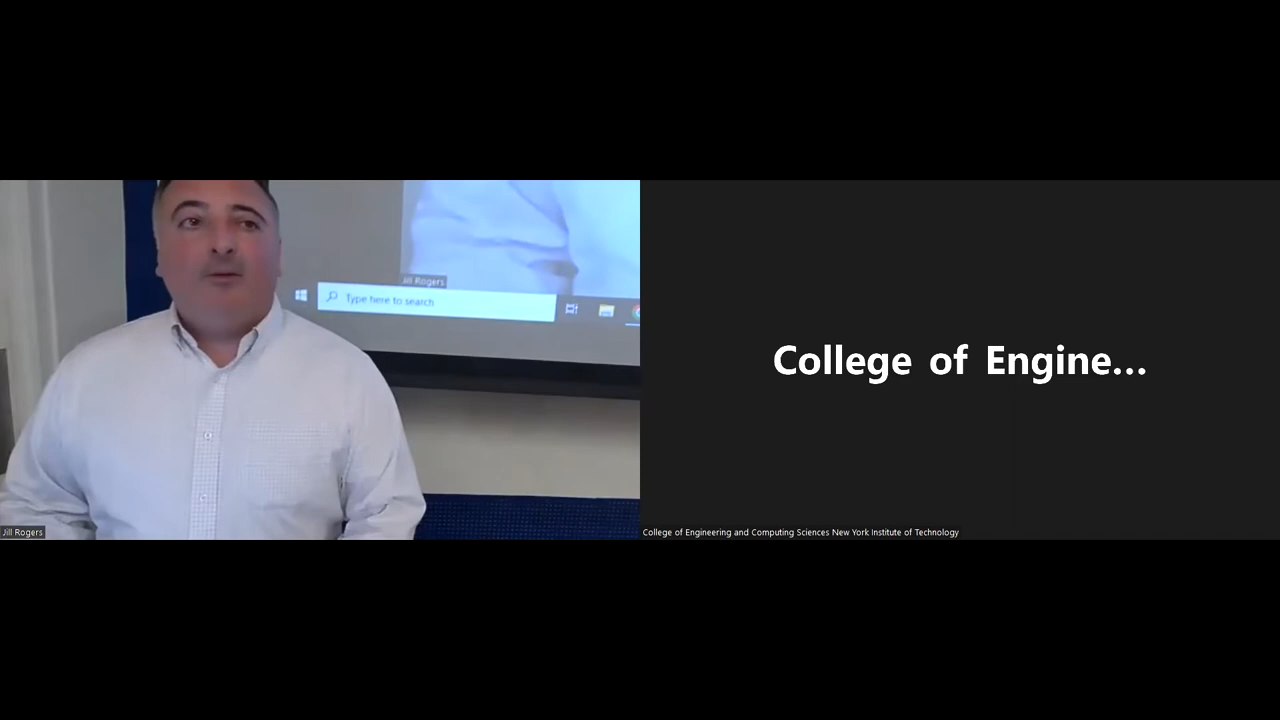 Jill Rogers
Type here to search
College of Engine...
Jill Rogers
College of Engineering and Computing Sciences New York Institute of Technology